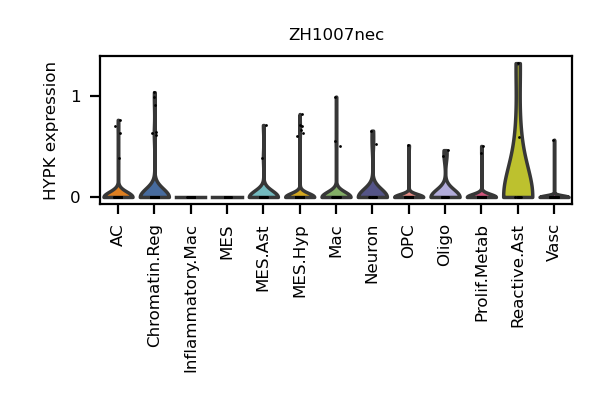 ZH1007nec
HYPK expression
1
0
AC
Chromatin.Reg
Inflammatory.Mac
MES
MES.Ast
MES.Hyp
Mac
Neuron
OPC
Oligo
Prolif.Metab
Reactive.Ast
Vasc